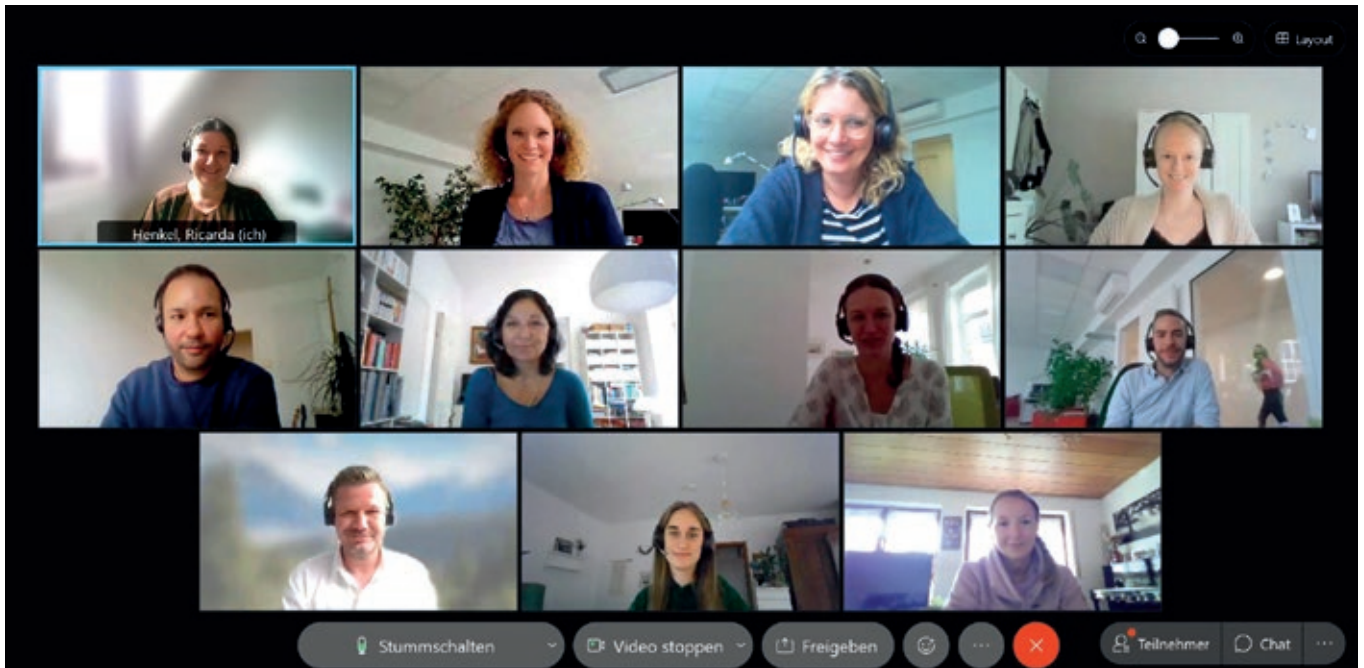 Layout
Henkel, Ricarda (ich)
Stummschalten
Video stoppen
Freigeben
Teilnehmer
Chat